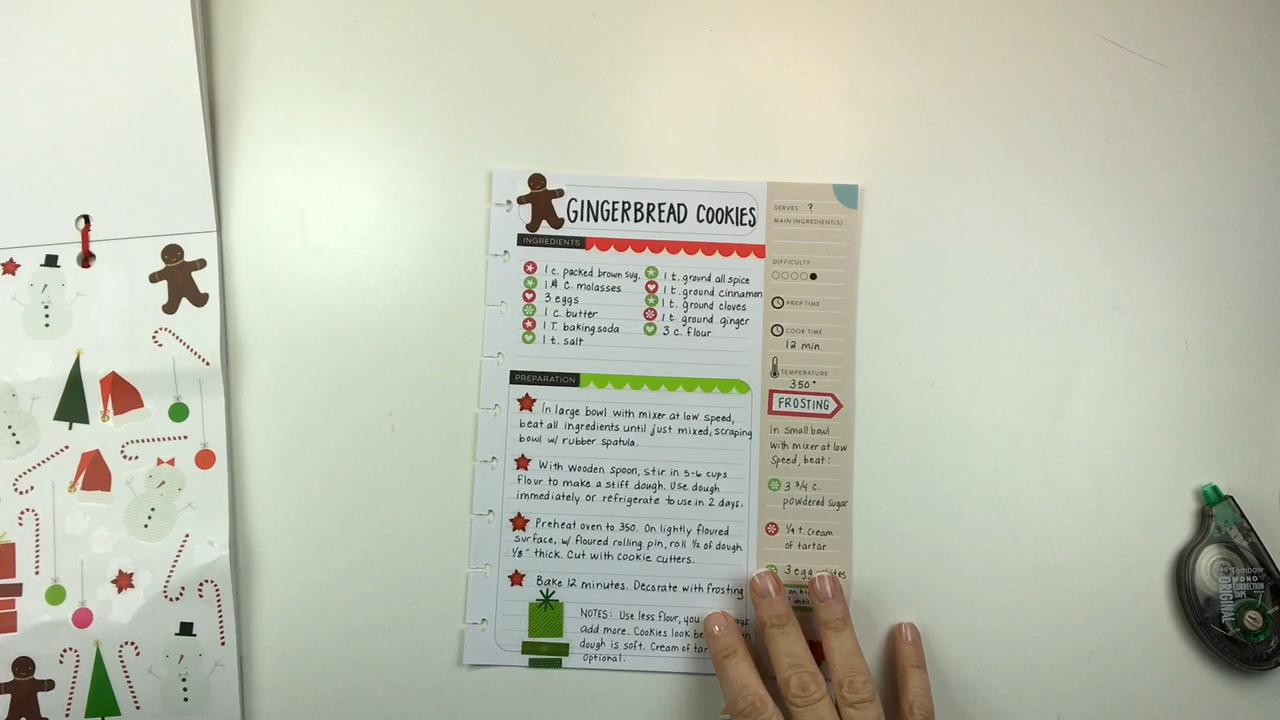 GINGERBREAD COOKIES
INGREDIENTS
1 c. packed brown sug.
C. molasses
3 eggs
1 c. butter
1 T. baking soda
1 t. salt
1 t. ground all spice
1 t. ground cinnamon
1 t. ground cloves
1 t. ground ginger
3 c. flour
PREPARATION
In large bowl with mixer at low speed,
beat all ingredients until just mixed, scraping
bowl w/ rubber spatula.
With wooden spoon, stir in 5-6 cups
flour to make a stiff dough. Use dough
immediately or refrigerate to use in 2 days.
Preheat oven to 350. On lightly floured
surface, w/ floured rolling pin, roll 1/2 of dough
1/8" thick. Cut with cookie cutters.
Bake 12 minutes. Decorate with frosting
NOTES: Use less flour, you
add more. Cookies look
dough is soft. Cream of
optional.
SERVES: ?
MAIN INGREDIENT(S)
DIFFICULTY
PREP TIME
COOK TIME
12 min.
TEMPERATURE
350°
FROSTING
In small bowl
with mixer at low
speed, beat:
3 3/4 c.
powdered sugar
1/4 t. cream
of tartar
3 egg
Tombow
MONO
CORRECTION
TAPE
ORIGINAL